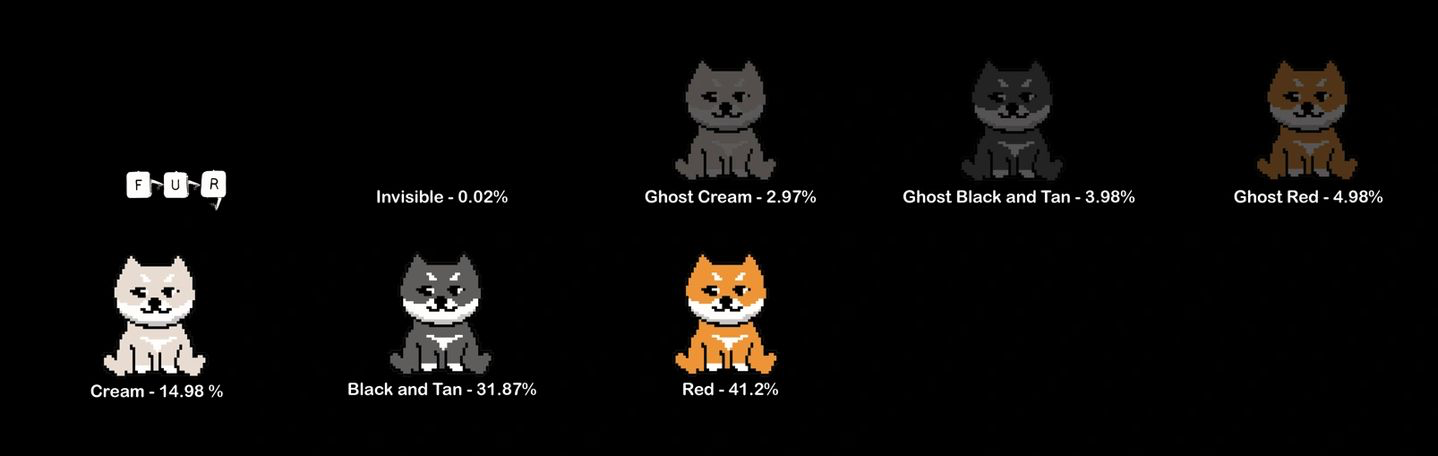 F U R
Invisible - 0.02%
Ghost Cream - 2.97%
Ghost Black and Tan - 3.98%
Ghost Red - 4.98%
Cream - 14.98 %
Black and Tan - 31.87%
Red - 41.2%